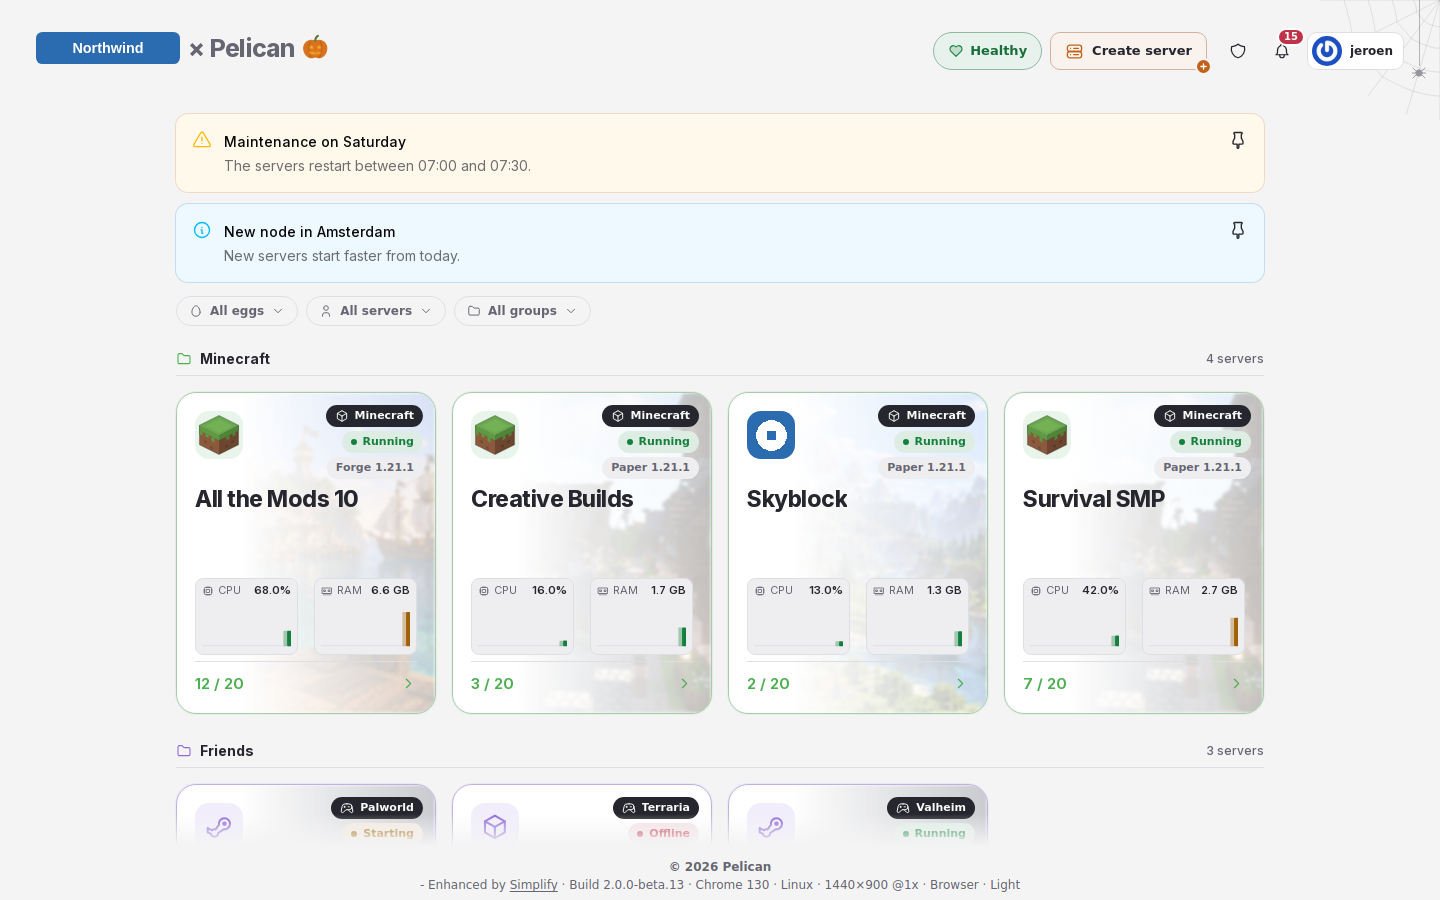 Northwind × Pelican 🎃
Healthy
Create server
15
jeroen
Maintenance on Saturday
The servers restart between 07:00 and 07:30.
New node in Amsterdam
New servers start faster from today.
All eggs
All servers
All groups
Minecraft
4 servers
Minecraft
Running
Forge 1.21.1
All the Mods 10
CPU 68.0%
RAM 6.6 GB
12 / 20
Minecraft
Running
Paper 1.21.1
Creative Builds
CPU 16.0%
RAM 1.7 GB
3 / 20
Minecraft
Running
Paper 1.21.1
Skyblock
CPU 13.0%
RAM 1.3 GB
2 / 20
Minecraft
Running
Paper 1.21.1
Survival SMP
CPU 42.0%
RAM 2.7 GB
7 / 20
Friends
3 servers
Palworld
Starting
Terraria
Offline
Valheim
Running
© 2026 Pelican
- Enhanced by Simplify · Build 2.0.0-beta.13 · Chrome 130 · Linux · 1440×900 @1x · Browser · Light